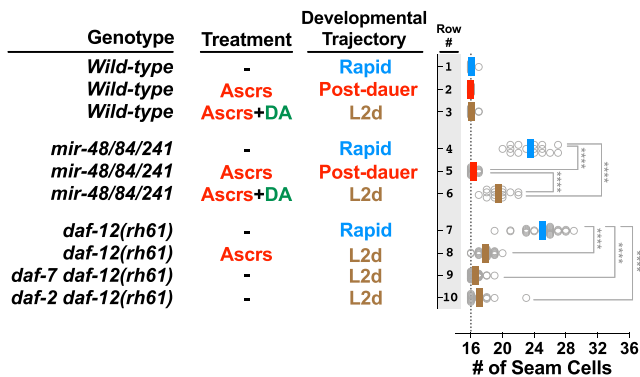 Genotype Treatment Developmental Trajectory Row #
Wild-type - Rapid 1
Wild-type Ascrs Post-dauer 2
Wild-type Ascrs+DA L2d 3
mir-48/84/241 - Rapid 4 ****
mir-48/84/241 Ascrs Post-dauer 5 **** ****
mir-48/84/241 Ascrs+DA L2d 6
daf-12(rh61) - Rapid 7 ****
daf-12(rh61) Ascrs L2d 8 ****
daf-7 daf-12(rh61) - L2d 9 ****
daf-2 daf-12(rh61) - L2d 10
16 20 24 28 32 36
# of Seam Cells